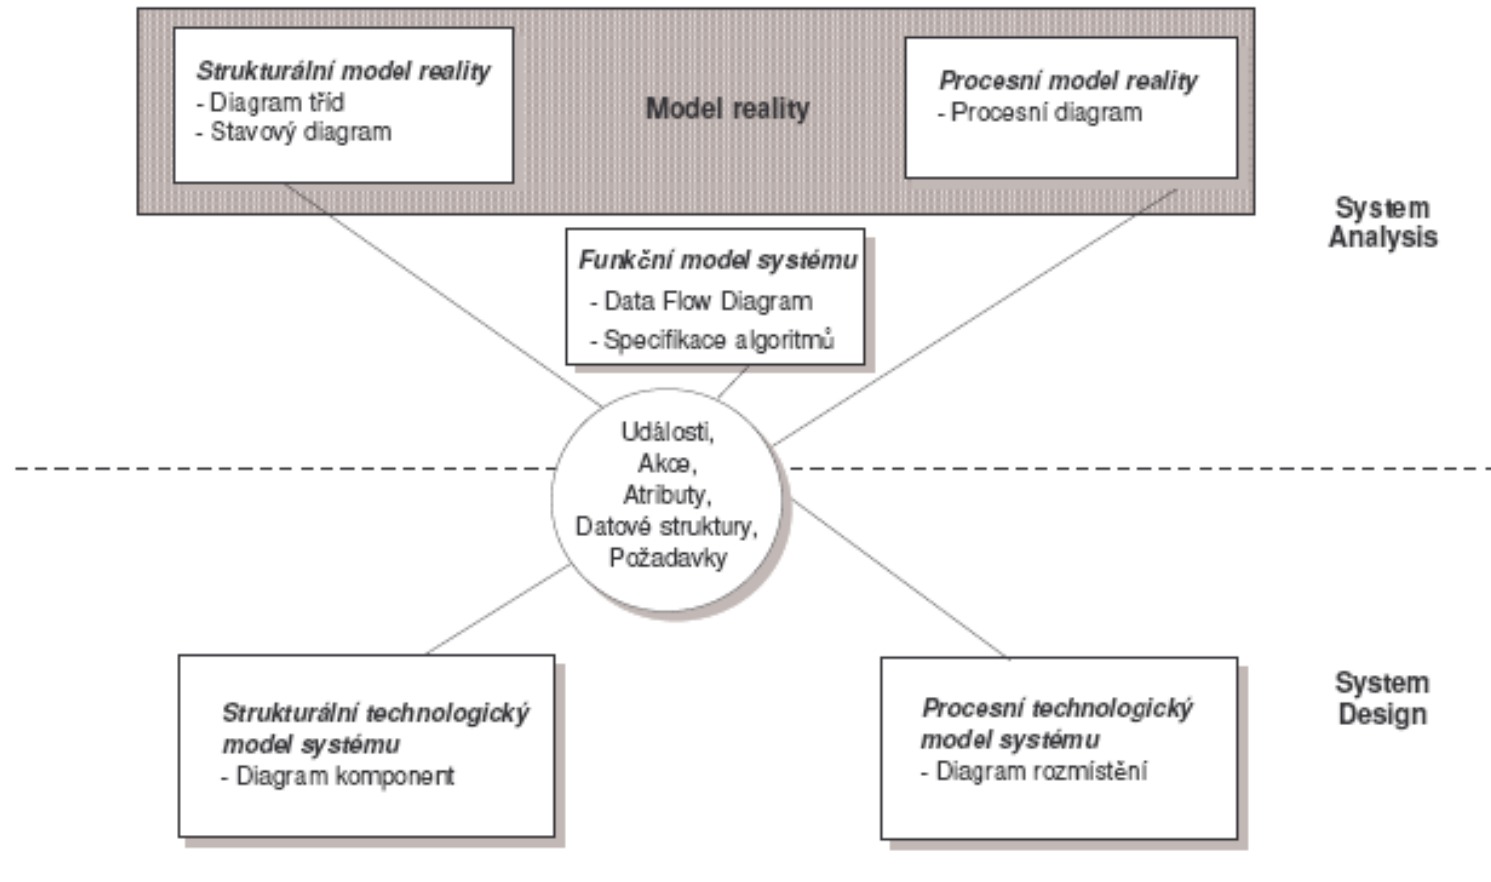 Strukturální model reality
- Diagram tříd
- Stavový diagram
Model reality
Procesní model reality
- Procesní diagram
System
Analysis
Funkční model systému
- Data Flow Diagram
- Specifikace algoritmů
Události,
Akce,
Atributy,
Datové struktury,
Požadavky
Strukturální technologický
model systému
- Diagram komponent
Procesní technologický
model systému
- Diagram rozmístění
System
Design